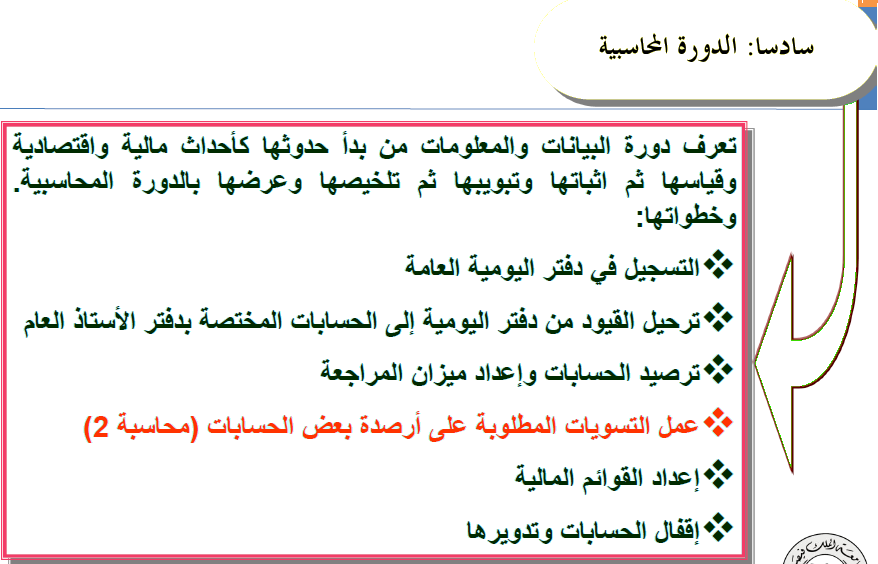 سادسا: الدورة المحاسبية
تعرف دورة البيانات والمعلومات من بدأ حدوثها كأحداث مالية واقتصادية
وقياسها ثم اثباتها وتبويبها ثم تلخيصها وعرضها بالدورة المحاسبية.
وخطواتها:
❖التسجيل في دفتر اليومية العامة
❖ترحيل القيود من دفتر اليومية إلى الحسابات المختصة بدفتر الأستاذ العام
❖ترصيد الحسابات وإعداد ميزان المراجعة
❖عمل التسويات المطلوبة على أرصدة بعض الحسابات (محاسبة 2)
❖إعداد القوائم المالية
❖إقفال الحسابات وتدويرها